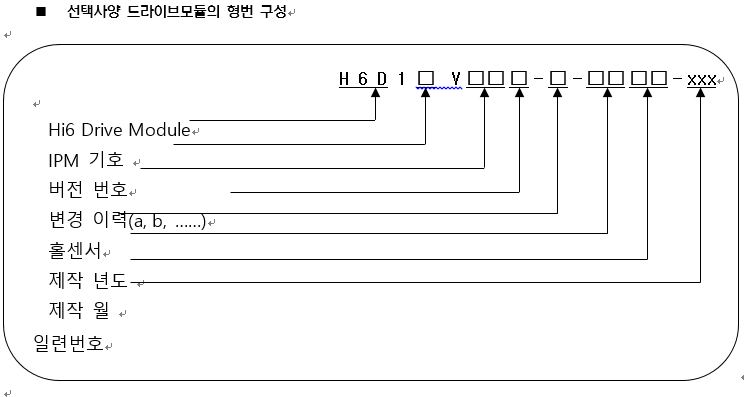 ■ 선택사양 드라이브모듈의 형번 구성
H 6 D 1 □ V □□ □ - □ - □□ □□ - xxx
Hi6 Drive Module
IPM 기호
버전 번호
변경 이력(a, b, ……)
홀센서
제작 년도
제작 월
일련번호